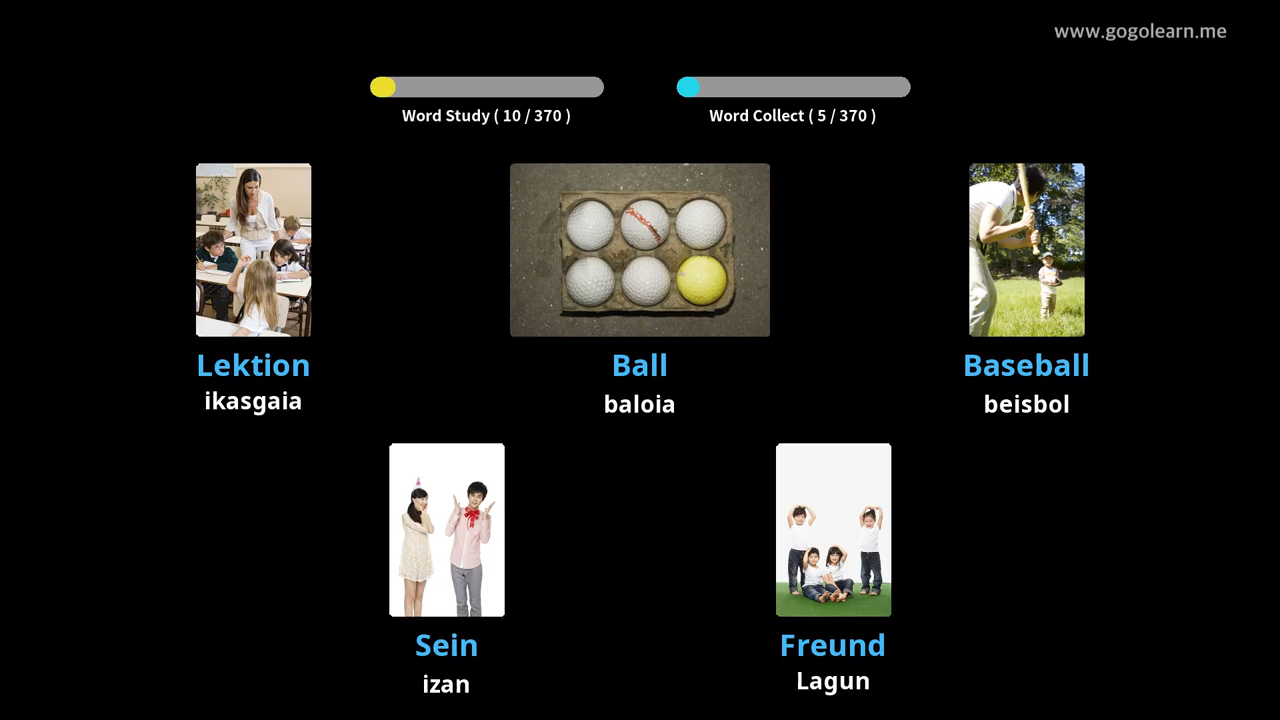 www.gogolearn.me
Word Study ( 10 / 370 )
Word Collect ( 5 / 370 )
Lektion
ikasgaia
Ball
baloia
Baseball
beisbol
Sein
izan
Freund
Lagun